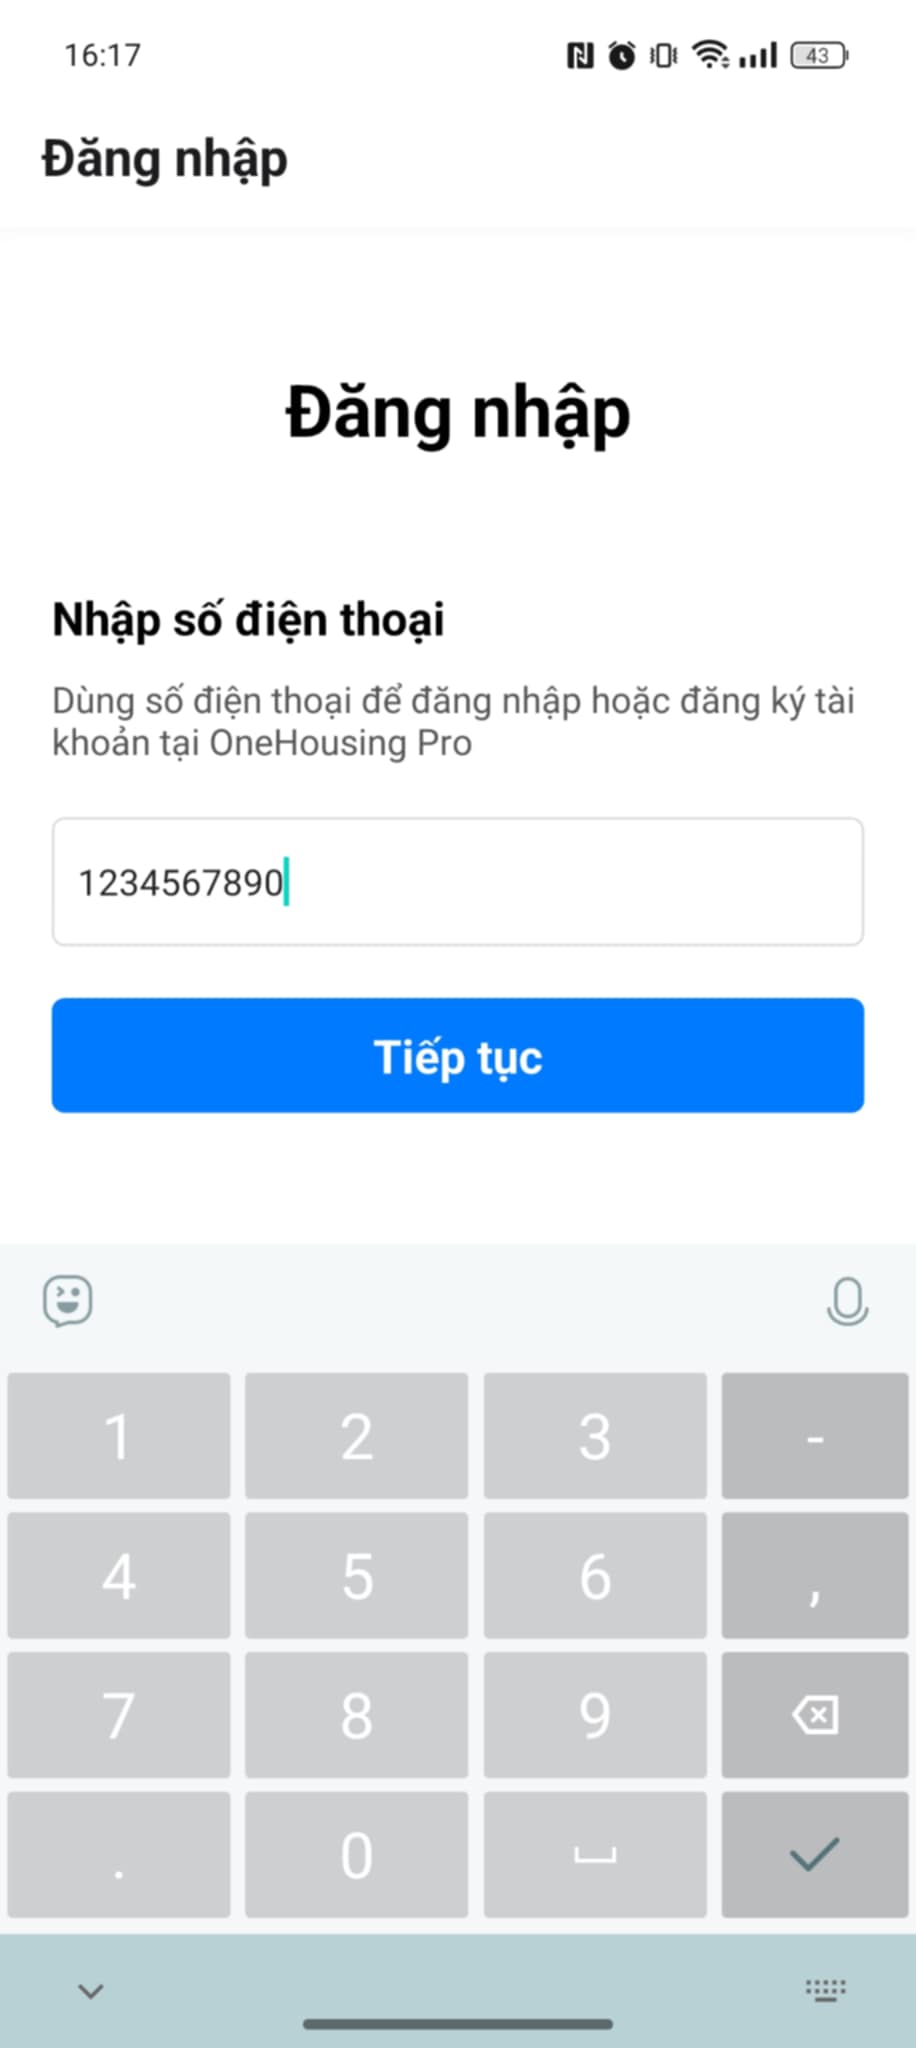 16:17
43
Đăng nhập
Đăng nhập
Nhập số điện thoại
Dùng số điện thoại để đăng nhập hoặc đăng ký tài
khoản tại OneHousing Pro
1234567890
Tiếp tục
1 2 3 -
4 5 6 ,
7 8 9
. 0